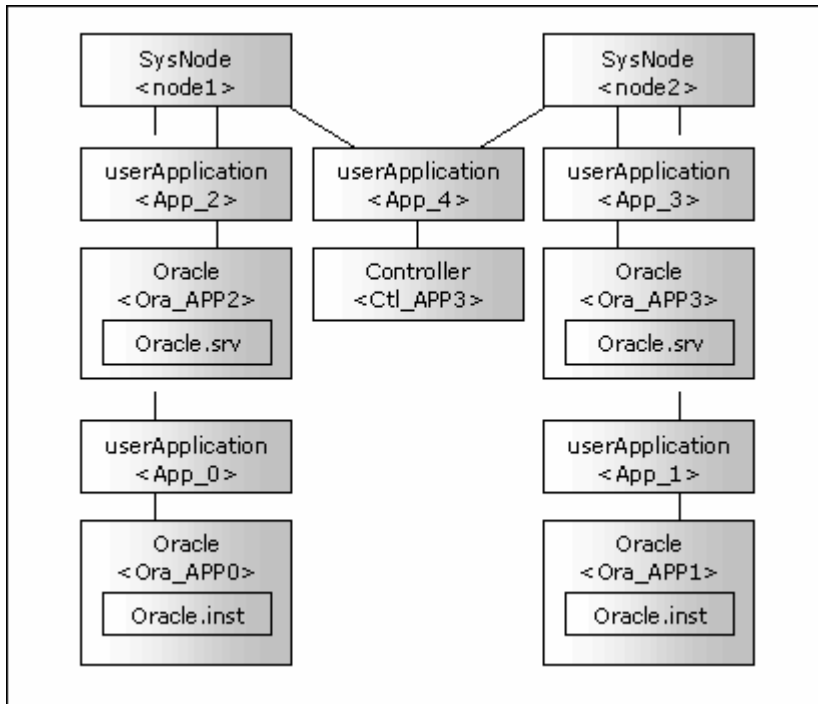 SysNode
<node1>
SysNode
<node2>
userApplication
<App_2>
userApplication
<App_4>
userApplication
<App_3>
Oracle
<Ora_APP2>
Oracle.srv
Controller
<Ctl_APP3>
Oracle
<Ora_APP3>
Oracle.srv
userApplication
<App_0>
userApplication
<App_1>
Oracle
<Ora_APP0>
Oracle.inst
Oracle
<Ora_APP1>
Oracle.inst